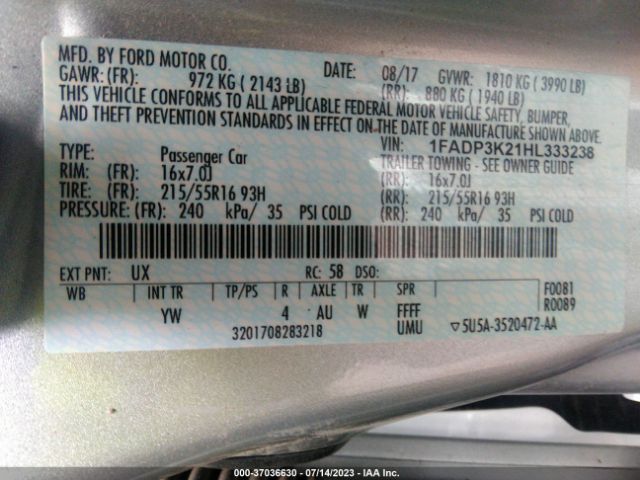 MFD. BY FORD MOTOR CO.
DATE: 08/17 GVWR: 1810 KG ( 3990 LB)
GAWR: (FR): 972 KG ( 2143 LB) (RR): 880 KG ( 1940 LB)
THIS VEHICLE CONFORMS TO ALL APPLICABLE FEDERAL MOTOR VEHICLE SAFETY, BUMPER,
AND THEFT PREVENTION STANDARDS IN EFFECT ON THE DATE OF MANUFACTURE SHOWN ABOVE.
VIN: 1FADP3K21HL333238
TYPE: Passenger Car TRAILER TOWING - SEE OWNER GUIDE
RIM: (FR): 16x7.0J (RR): 16x7.0J
TIRE: (FR): 215/55R16 93H (RR): 215/55R16 93H
PRESSURE: (FR): 240 kPa/ 35 PSI COLD (RR): 240 kPa/ 35 PSI COLD
EXT PNT: UX RC: 58 DSO:
WB INT TR TP/PS R AXLE TR SPR F0081
YW 4 AU W FFFF R0089
3201708283218 UMU ▽5U5A-3520472-AA
000-37036630 - 07/14/2023 - IAA Inc.